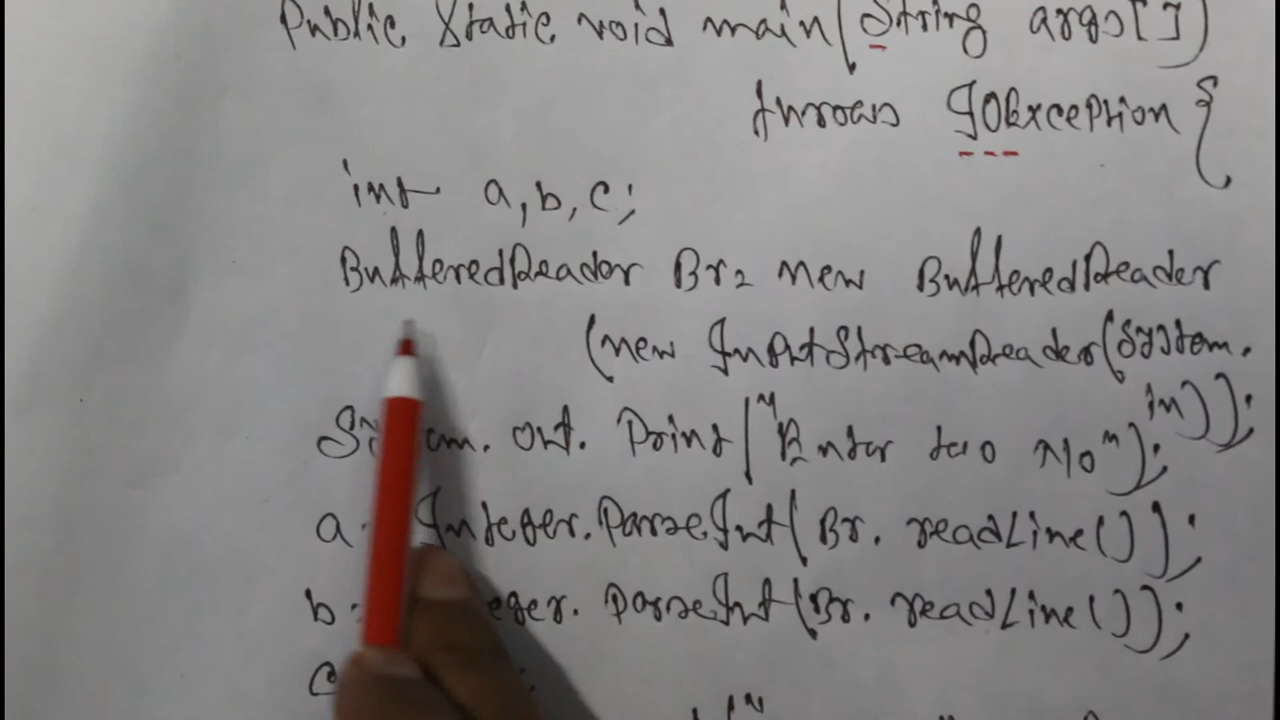 Public static void main(String args[])
throws IOException {
int a, b, c;
BufferedReader Br= new BufferedReader
(new InputStreamReader(System.
in));
System. out. Print("Enter two No");
a= Integer.ParseInt(Br. readLine());
b= Integer. ParseInt(Br. readLine());
c